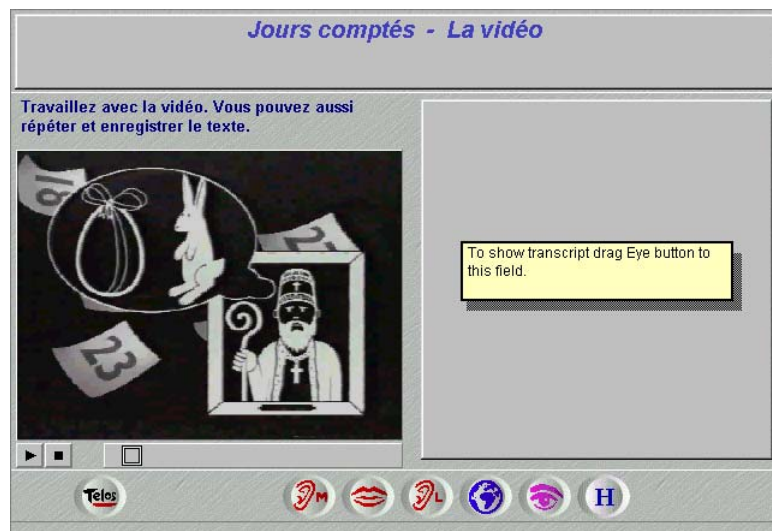 Jours comptés - La vidéo
Travaillez avec la vidéo. Vous pouvez aussi
répéter et enregistrer le texte.
18
27
23
To show transcript drag Eye button to
this field.
Telos
M
L
H